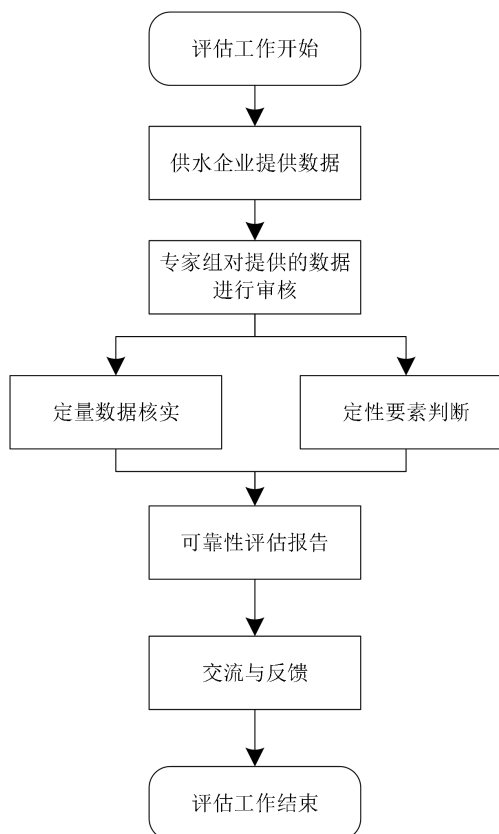 评估工作开始
供水企业提供数据
专家组对提供的数据
进行审核
定量数据核实
定性要素判断
可靠性评估报告
交流与反馈
评估工作结束